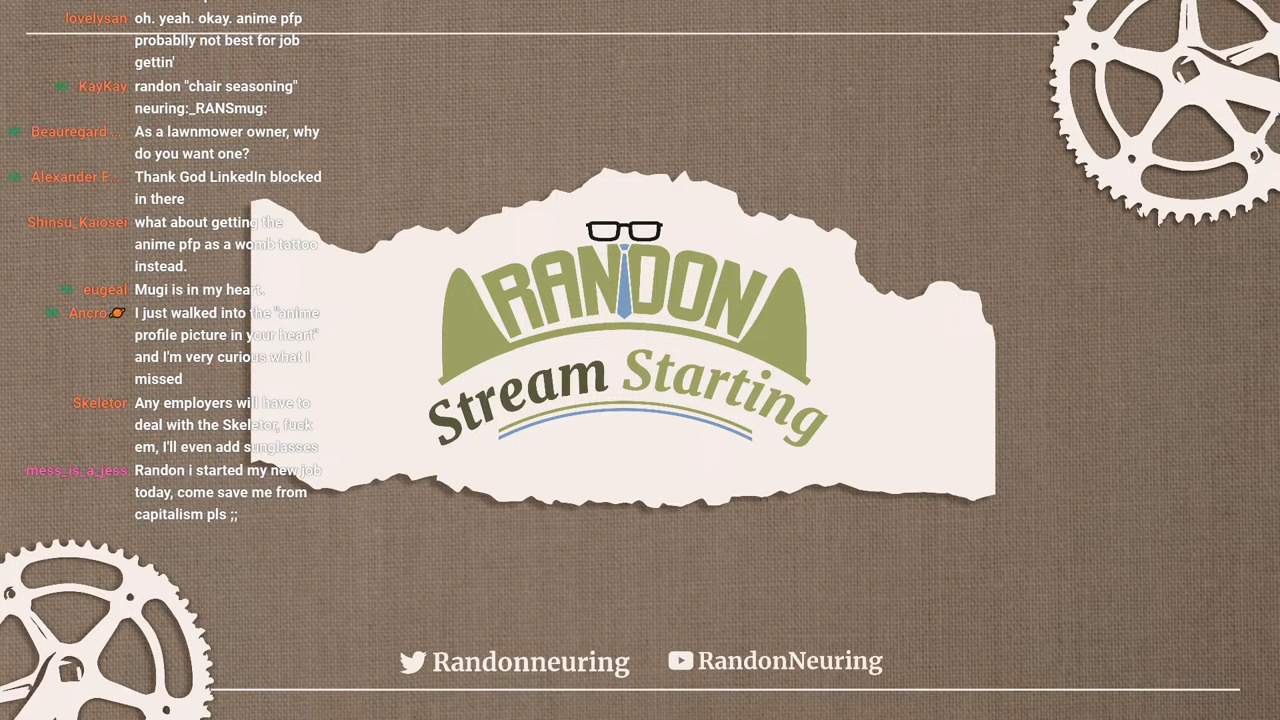 lovelysan oh. yeah. okay. anime pfp
probablly not best for job
gettin'
KayKay randon "chair seasoning"
neuring:_RANSmug:
Beauregard ... As a lawnmower owner, why
do you want one?
Alexander F... Thank God LinkedIn blocked
in there
Shinsu_Kaiosei what about getting the
anime pfp as a womb tattoo
instead.
eugeal Mugi is in my heart.
Ancro🪐 I just walked into the "anime
profile picture in your heart"
and I'm very curious what I
missed
Skeletor Any employers will have to
deal with the Skeletor, fuck
em, I'll even add sunglasses
mess_is_a_jess Randon i started my new job
today, come save me from
capitalism pls ;;
RANDON
Stream Starting
Randonneuring
RandonNeuring